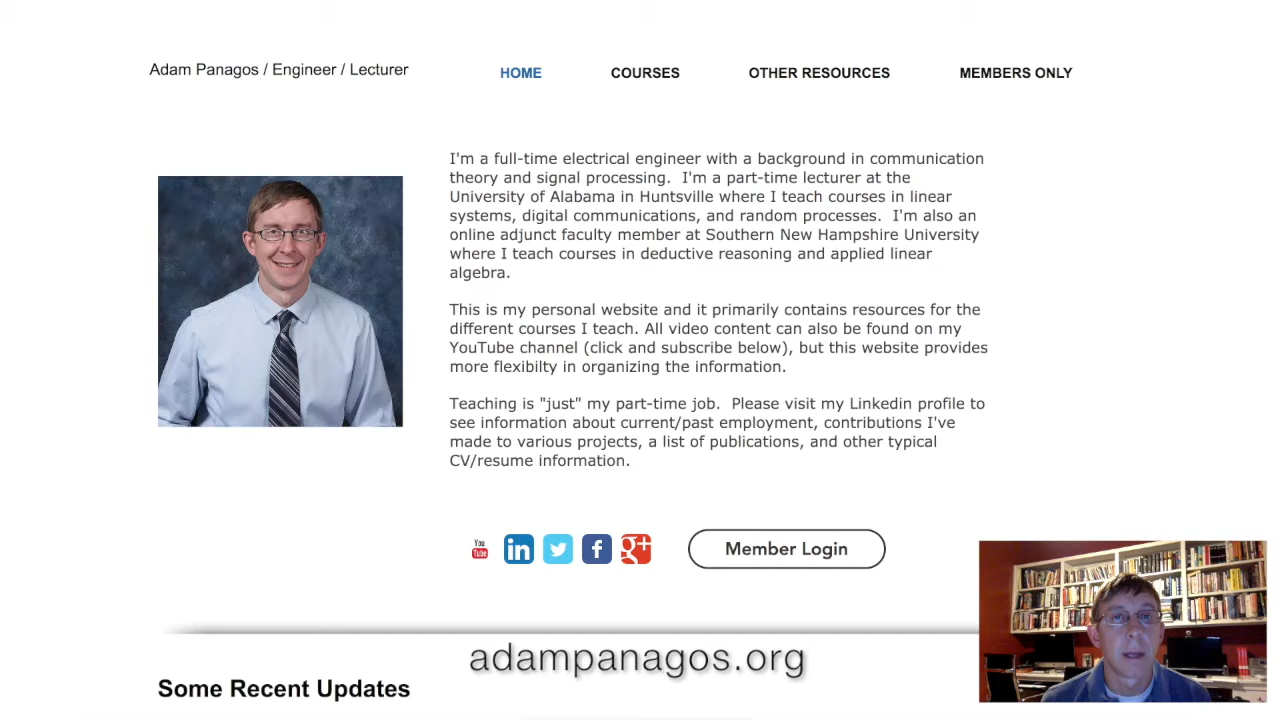 Adam Panagos / Engineer / Lecturer
HOME
COURSES
OTHER RESOURCES
MEMBERS ONLY
I'm a full-time electrical engineer with a background in communication
theory and signal processing. I'm a part-time lecturer at the
University of Alabama in Huntsville where I teach courses in linear
systems, digital communications, and random processes. I'm also an
online adjunct faculty member at Southern New Hampshire University
where I teach courses in deductive reasoning and applied linear
algebra.
This is my personal website and it primarily contains resources for the
different courses I teach. All video content can also be found on my
YouTube channel (click and subscribe below), but this website provides
more flexibilty in organizing the information.
Teaching is "just" my part-time job. Please visit my Linkedin profile to
see information about current/past employment, contributions I've
made to various projects, a list of publications, and other typical
CV/resume information.
You
Tube
in
f
g+
Member Login
adampanagos.org
Some Recent Updates